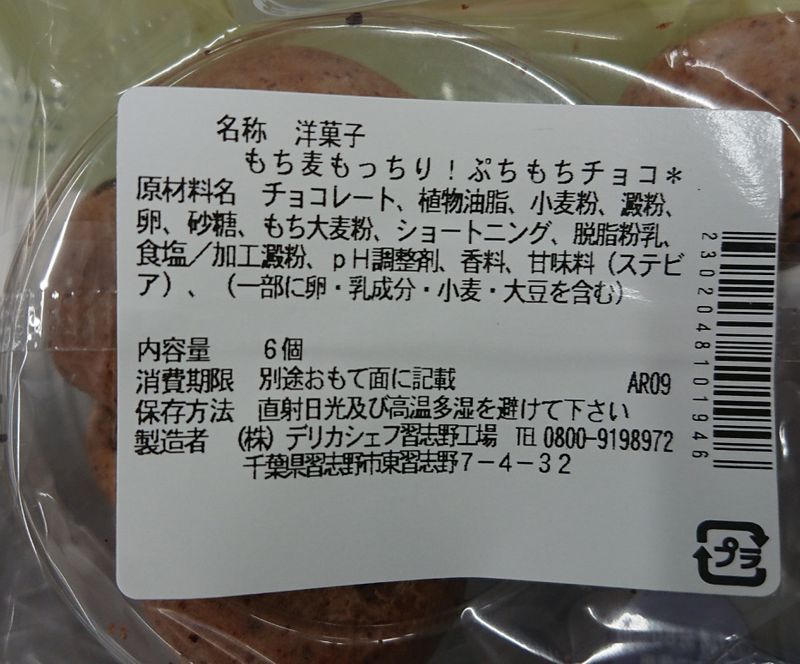 名称 洋菓子
もち麦もっちり！ぷちもちチョコ＊
原材料名 チョコレート、植物油脂、小麦粉、澱粉、
卵、砂糖、もち大麦粉、ショートニング、脱脂粉乳、
食塩／加工澱粉、ｐＨ調整剤、香料、甘味料（ステビ
ア）、（一部に卵・乳成分・小麦・大豆を含む）
内容量 6個
消費期限 別途おもて面に記載 AR09
保存方法 直射日光及び高温多湿を避けて下さい
製造者 (株) デリカシェフ習志野工場 ℡ 0800-9198972
千葉県習志野市東習志野７－４－３２
2302048101946
プラ